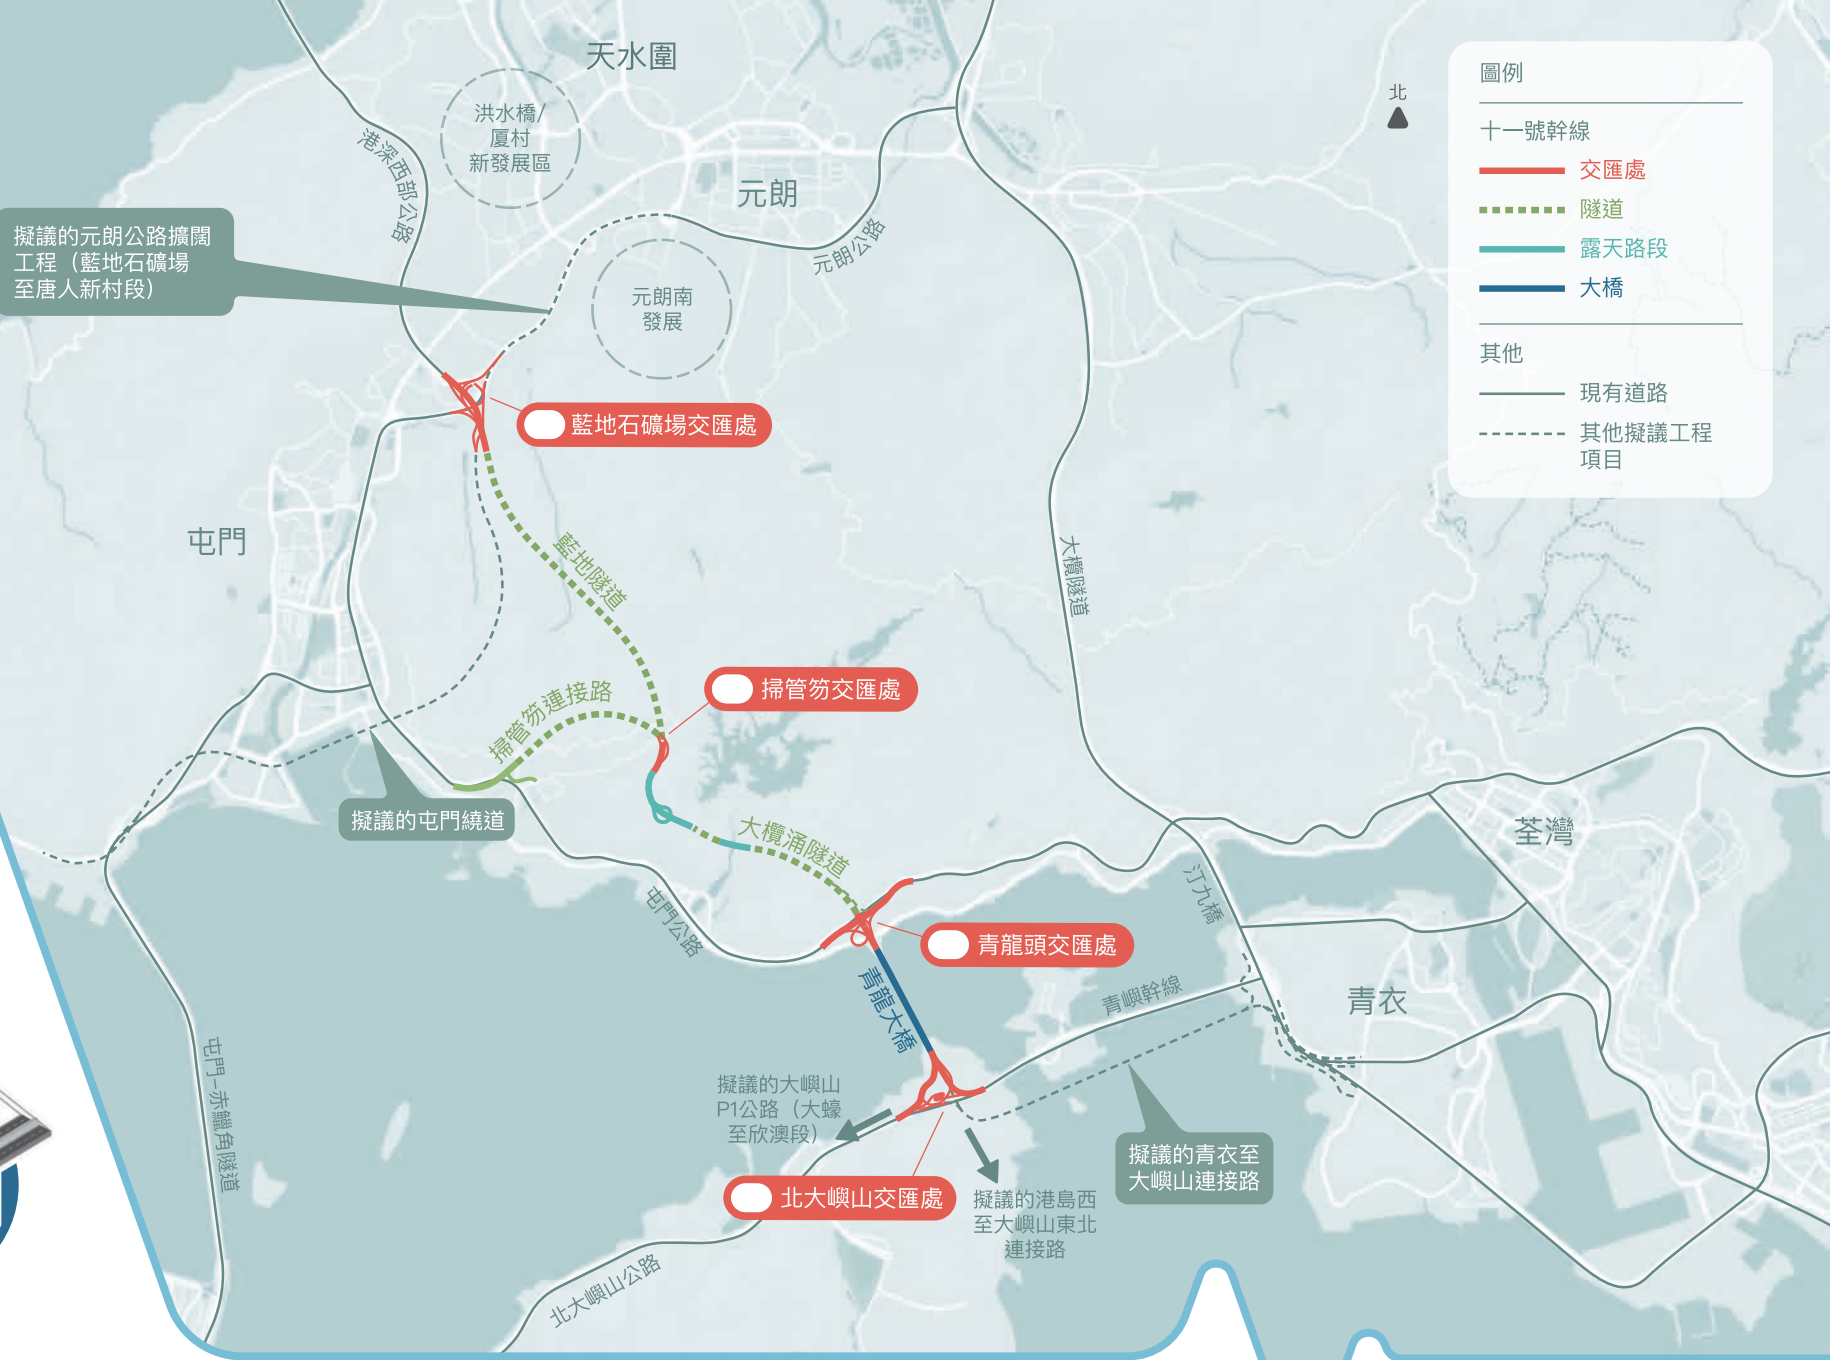 天水圍
洪水橋/
厦村
新發展區
港深西部公路
元朗
擬議的元朗公路擴闊
工程（藍地石礦場
至唐人新村段）
元朗公路
元朗南
發展
藍地石礦場交匯處
屯門
藍地隧道
大欖隧道
掃管笏交匯處
掃管笏連接路
擬議的屯門繞道
大欖涌隧道
屯門公路
青龍頭交匯處
汀九橋
荃灣
青龍大橋
青嶼幹線
青衣
屯門–赤鱲角隧道
擬議的大嶼山
P1公路（大蠔
至欣澳段）
擬議的青衣至
大嶼山連接路
北大嶼山交匯處
擬議的港島西
至大嶼山東北
連接路
北大嶼山公路
北
圖例
十一號幹線
交匯處
隧道
露天路段
大橋
其他
現有道路
其他擬議工程
項目